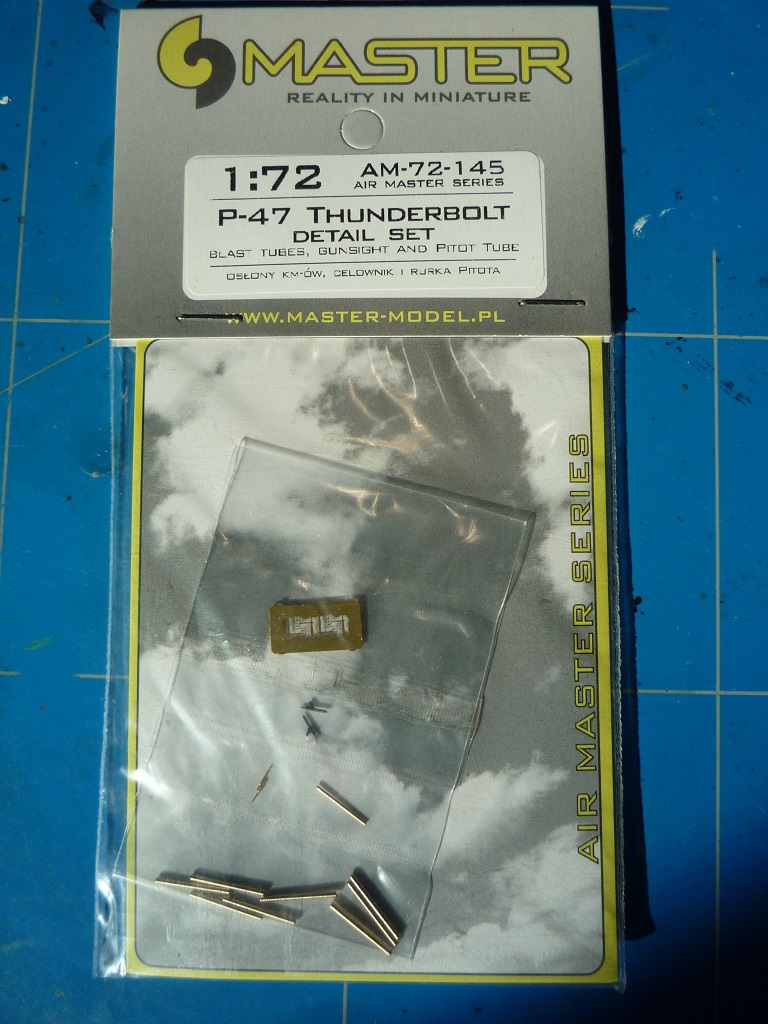 MASTER
REALITY IN MINIATURE
1:72 AM-72-145
AIR MASTER SERIES
P-47 THUNDERBOLT
DETAIL SET
BLAST TUBES, GUNSIGHT AND PITOT TUBE
OSŁONY KM-ÓW, CELOWNIK I RURKA PITOTA
WWW.MASTER-MODEL.PL
AIR MASTER SERIES